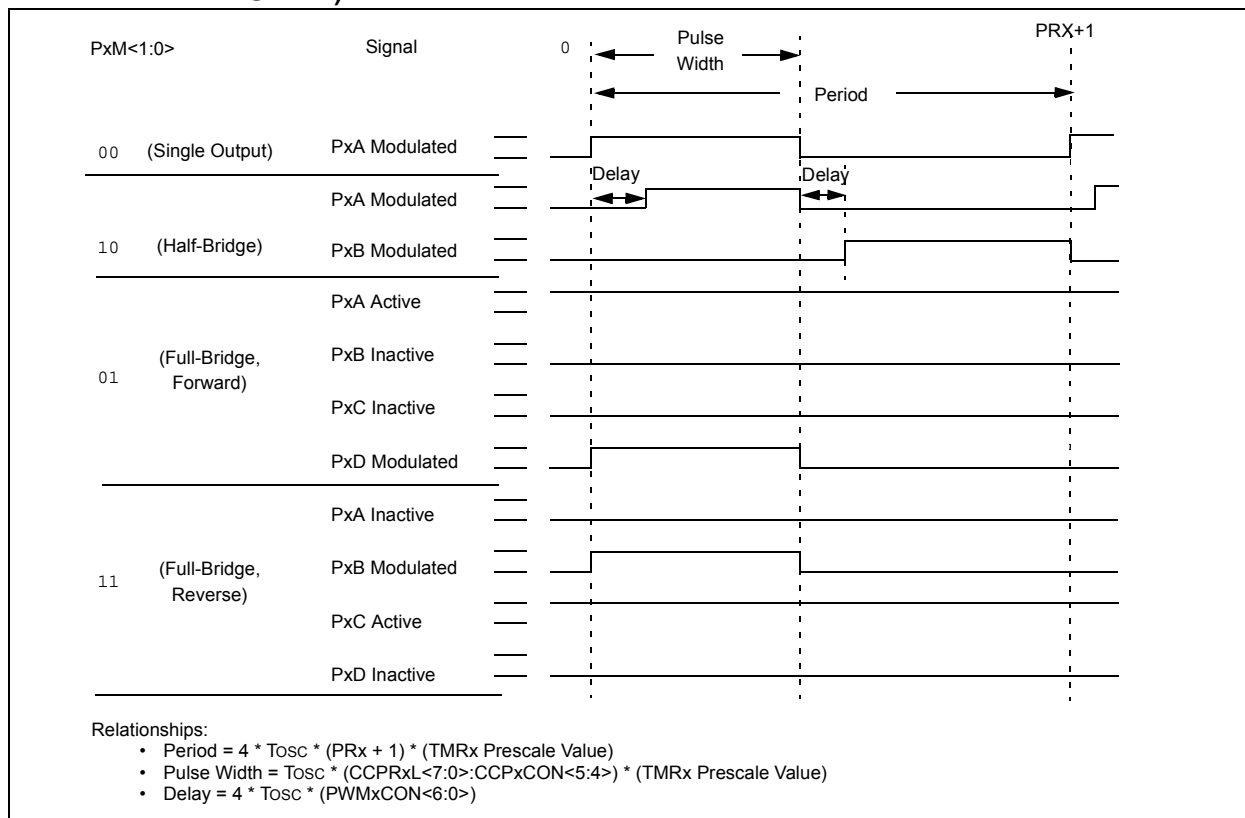 PxM<1:0> Signal 0 Pulse Width PRX+1
Period
00 (Single Output) PxA Modulated
Delay Delay
PxA Modulated
10 (Half-Bridge) PxB Modulated
PxA Active
PxB Inactive
01 (Full-Bridge, Forward)
PxC Inactive
PxD Modulated
PxA Inactive
11 (Full-Bridge, Reverse) PxB Modulated
PxC Active
PxD Inactive
Relationships:
• Period = 4 * TOSC * (PRx + 1) * (TMRx Prescale Value)
• Pulse Width = TOSC * (CCPRxL<7:0>:CCPxCON<5:4>) * (TMRx Prescale Value)
• Delay = 4 * TOSC * (PWMxCON<6:0>)